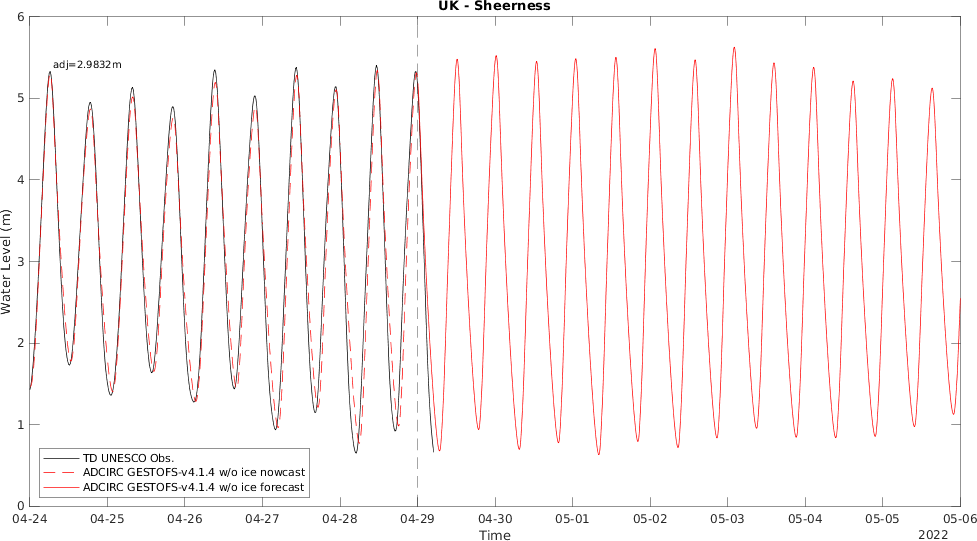 UK - Sheerness
6
adj=2.9832m
5
4
3
2
1
0
Water Level (m)
TD UNESCO Obs.
ADCIRC GESTOFS-v4.1.4 w/o ice nowcast
ADCIRC GESTOFS-v4.1.4 w/o ice forecast
04-24 04-25 04-26 04-27 04-28 04-29 04-30 05-01 05-02 05-03 05-04 05-05 05-06
Time
2022